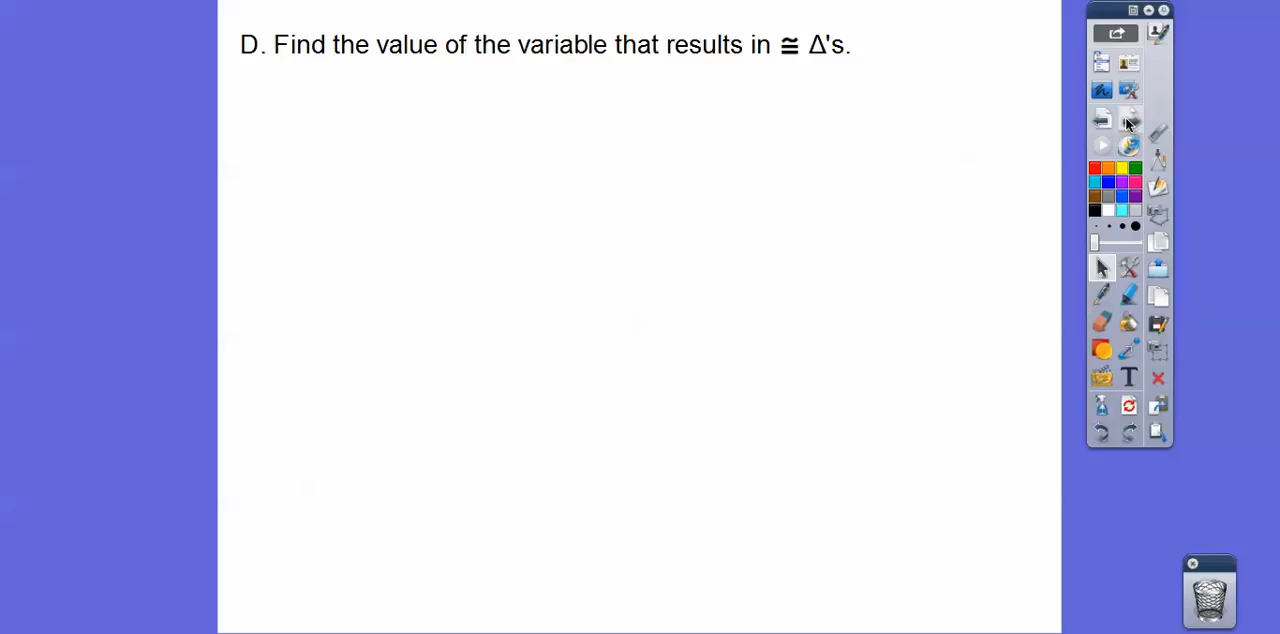 D. Find the value of the variable that results in ≅ Δ's.